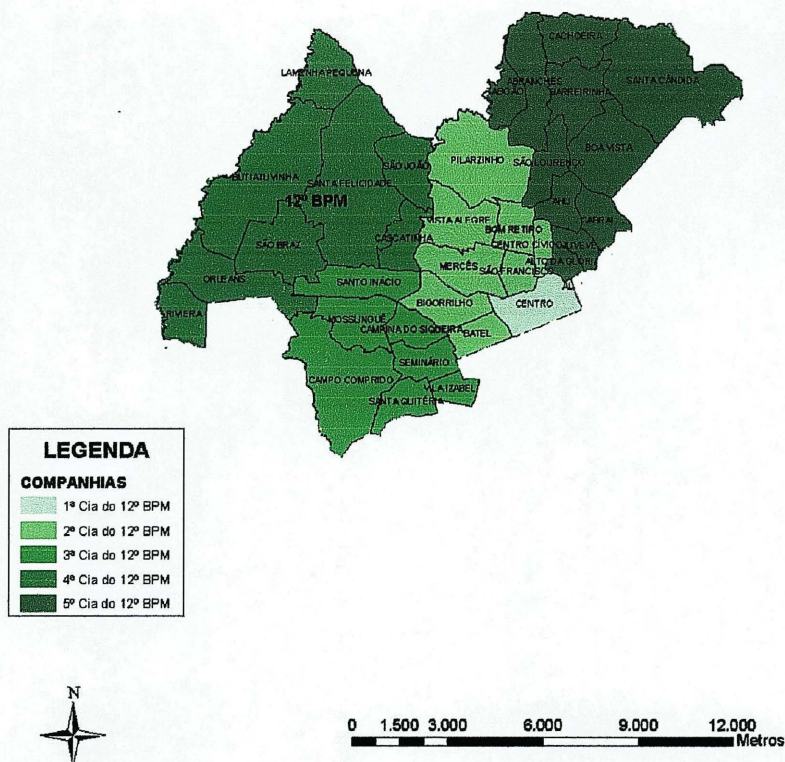 CACHOEIRA
LAMENHA PEQUENA
ABRANCHES
SANTA CÂNDIDA
TABOÃO
BARREIRINHA
BOA VISTA
PILARZINHO
SÃO LOURENÇO
SÃO JOÃO
BUTIATUVINHA
SANTA FELICIDADE
12º BPM
AHÚ
CABRAL
VISTA ALEGRE
BOM RETIRO
CASCATINHA
CENTRO CÍVICO
JUVEVÊ
SÃO BRAZ
MERCÊS
ALTO DA GLORIA
SÃO FRANCISCO
ORLEANS
SANTO INÁCIO
BIGORRILHO
CENTRO
RIVIERA
MOSSUNGUÊ
CAMPINA DO SIQUEIRA
BATEL
SEMINÁRIO
CAMPO COMPRIDO
VILA IZABEL
SANTA QUITÉRIA
LEGENDA
COMPANHIAS
1ª Cia do 12º BPM
2ª Cia do 12º BPM
3ª Cia do 12º BPM
4ª Cia do 12º BPM
5ª Cia do 12º BPM
N
0 1.500 3.000 6.000 9.000 12.000
Metros